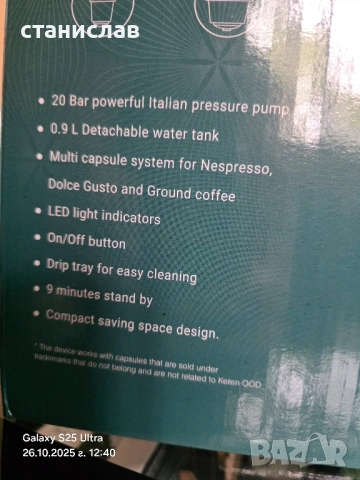 станислав
• 20 Bar powerful Italian pressure pump
• 0.9 L Detachable water tank
• Multi capsule system for Nespresso,
Dolce Gusto and Ground coffee
• LED light indicators
• On/Off button
• Drip tray for easy cleaning
• 9 minutes stand by
• Compact saving space design.
* The device works with capsules that are sold under
trademarks that do not belong and are not related to Keten OOD
Galaxy S25 Ultra
26.10.2025 г. 12:40
BAZAR
bg